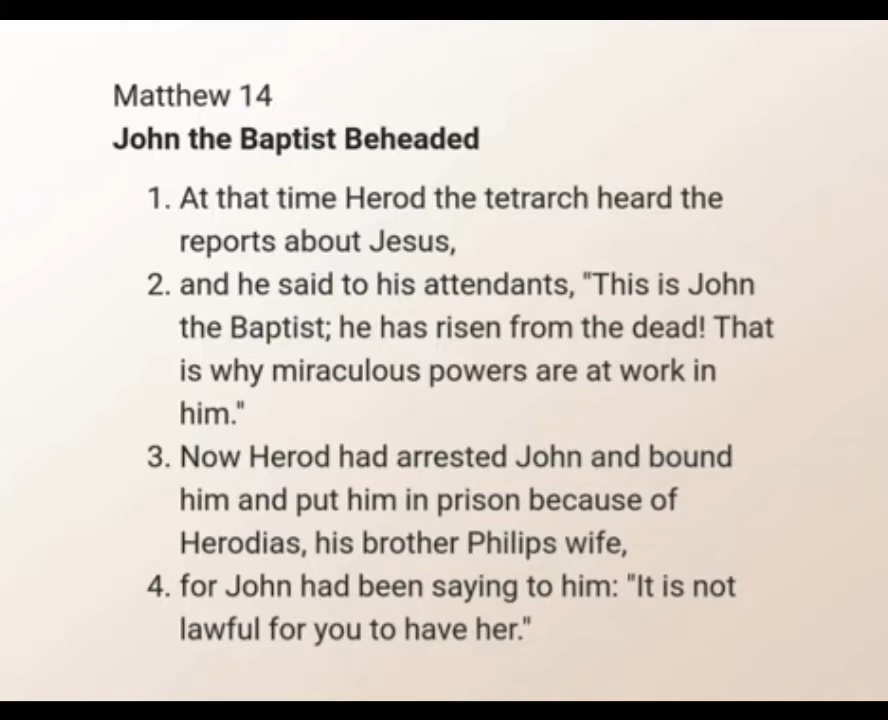 Matthew 14
John the Baptist Beheaded
1. At that time Herod the tetrarch heard the
reports about Jesus,
2. and he said to his attendants, "This is John
the Baptist; he has risen from the dead! That
is why miraculous powers are at work in
him."
3. Now Herod had arrested John and bound
him and put him in prison because of
Herodias, his brother Philips wife,
4. for John had been saying to him: "It is not
lawful for you to have her."